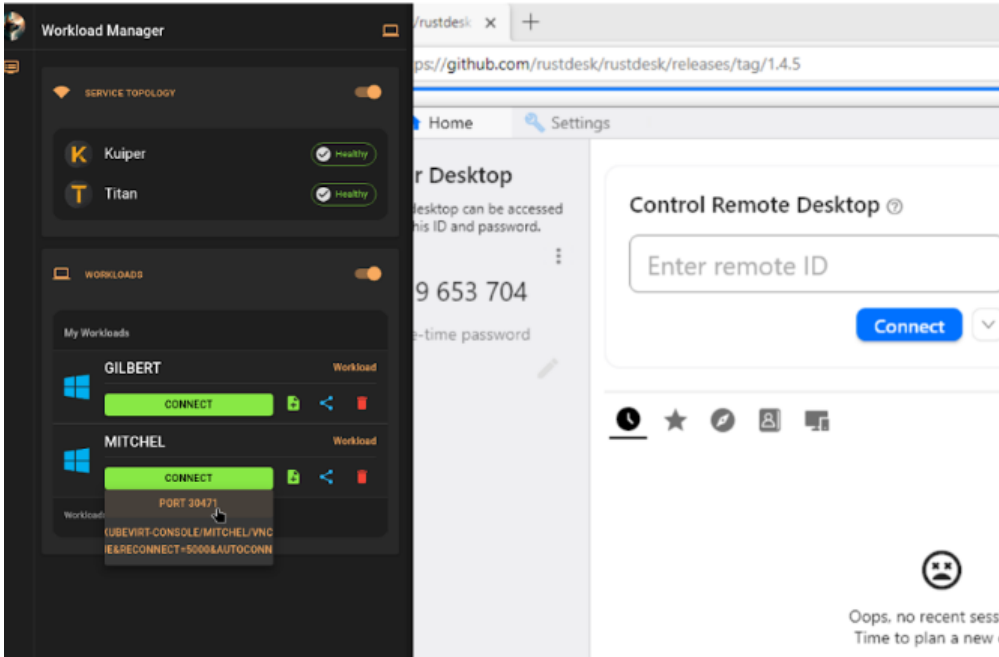 Workload Manager
SERVICE TOPOLOGY
K Kuiper Healthy
T Titan Healthy
WORKLOADS
My Workloads
GILBERT Workload
CONNECT
MITCHEL Workload
CONNECT
PORT 30471
Workload
KUBEVIRT-CONSOLE/MITCHEL/VNC
E&RECONNECT=5000&AUTOCONN
/rustdesk
ps://github.com/rustdesk/rustdesk/releases/tag/1.4.5
Home Settings
r Desktop
desktop can be accessed
his ID and password.
9 653 704
e-time password
Control Remote Desktop
Enter remote ID
Connect
Oops, no recent sess
Time to plan a new